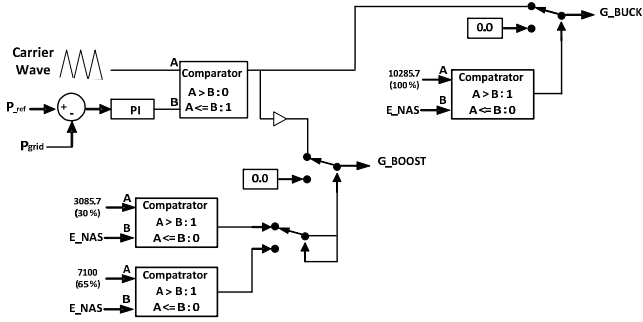 G_BUCK
0.0
Carrier
Wave
A
Comparator
A > B : 0
A <= B : 1
B
P_ref
+
-
PI
Pgrid
10285.7
(100 %)
A
Compatrator
A > B : 1
A <= B : 0
E_NAS
B
G_BOOST
0.0
3085.7
(30 %)
A
Compatrator
A > B : 1
A <= B : 0
B
E_NAS
7100
(65%)
A
Compatrator
A > B : 1
A <= B : 0
B
E_NAS